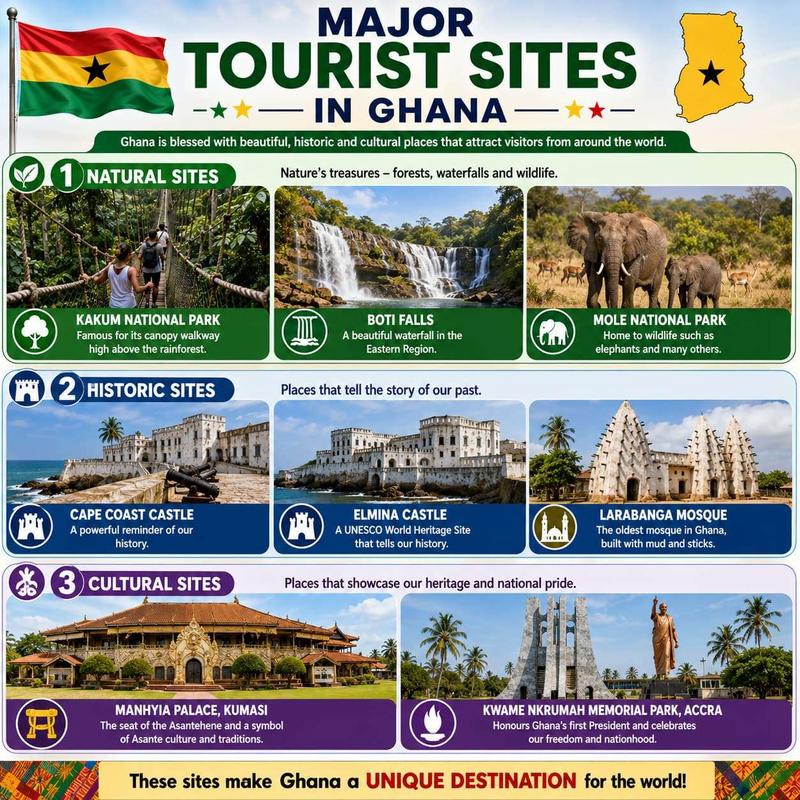 MAJOR
TOURIST SITES
IN GHANA
Ghana is blessed with beautiful, historic and cultural places that attract visitors from around the world.
1 NATURAL SITES
Nature's treasures – forests, waterfalls and wildlife.
KAKUM NATIONAL PARK
Famous for its canopy walkway
high above the rainforest.
BOTI FALLS
A beautiful waterfall in the
Eastern Region.
MOLE NATIONAL PARK
Home to wildlife such as
elephants and many others.
2 HISTORIC SITES
Places that tell the story of our past.
CAPE COAST CASTLE
A powerful reminder of our
history.
ELMINA CASTLE
A UNESCO World Heritage Site
that tells our history.
LARABANGA MOSQUE
The oldest mosque in Ghana,
built with mud and sticks.
3 CULTURAL SITES
Places that showcase our heritage and national pride.
MANHYIA PALACE, KUMASI
The seat of the Asantehene and a symbol
of Asante culture and traditions.
KWAME NKRUMAH MEMORIAL PARK, ACCRA
Honours Ghana's first President and celebrates
our freedom and nationhood.
These sites make Ghana a UNIQUE DESTINATION for the world!